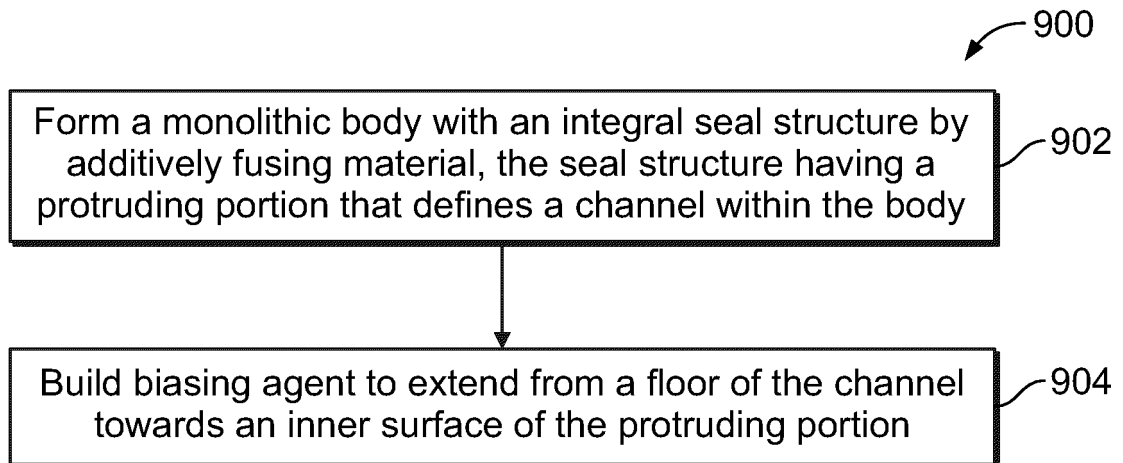 900
Form a monolithic body with an integral seal structure by
additively fusing material, the seal structure having a
protruding portion that defines a channel within the body
902
Build biasing agent to extend from a floor of the channel
towards an inner surface of the protruding portion
904